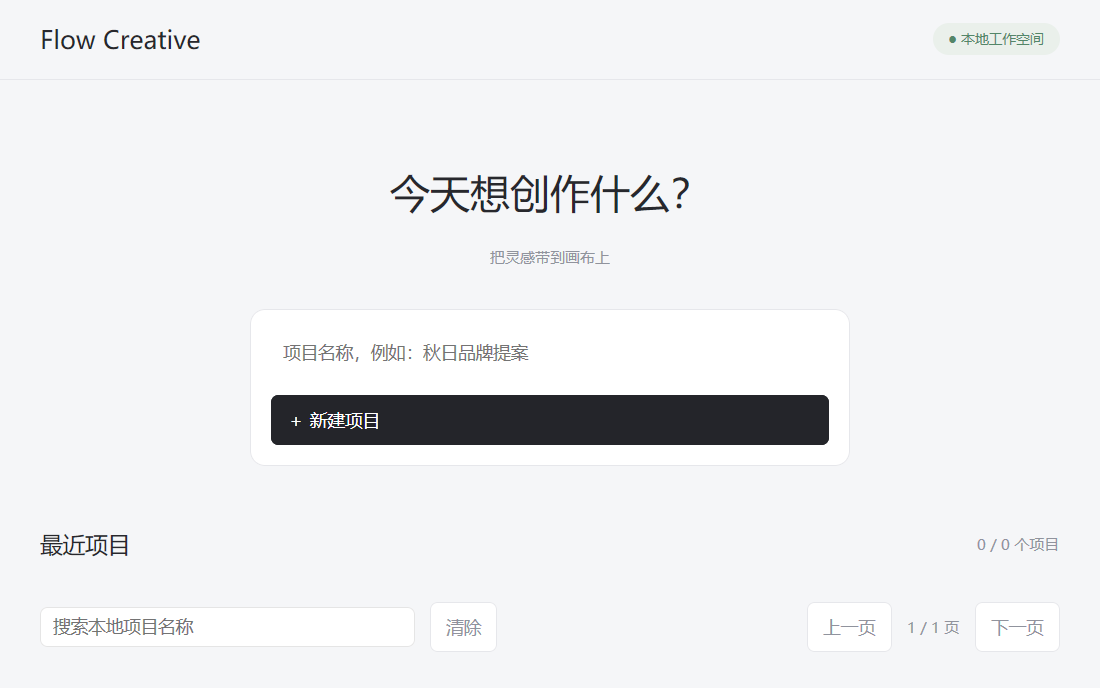 Flow Creative
● 本地工作空间
今天想创作什么？
把灵感带到画布上
项目名称，例如：秋日品牌提案
+ 新建项目
最近项目
0 / 0 个项目
搜索本地项目名称
清除
上一页
1 / 1 页
下一页